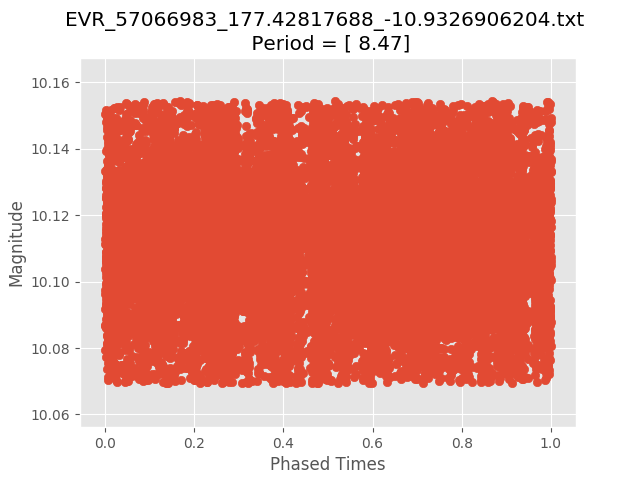 EVR_57066983_177.42817688_-10.9326906204.txt
Period = [ 8.47]
10.16
10.14
10.12
10.10
10.08
10.06
Magnitude
0.0 0.2 0.4 0.6 0.8 1.0
Phased Times